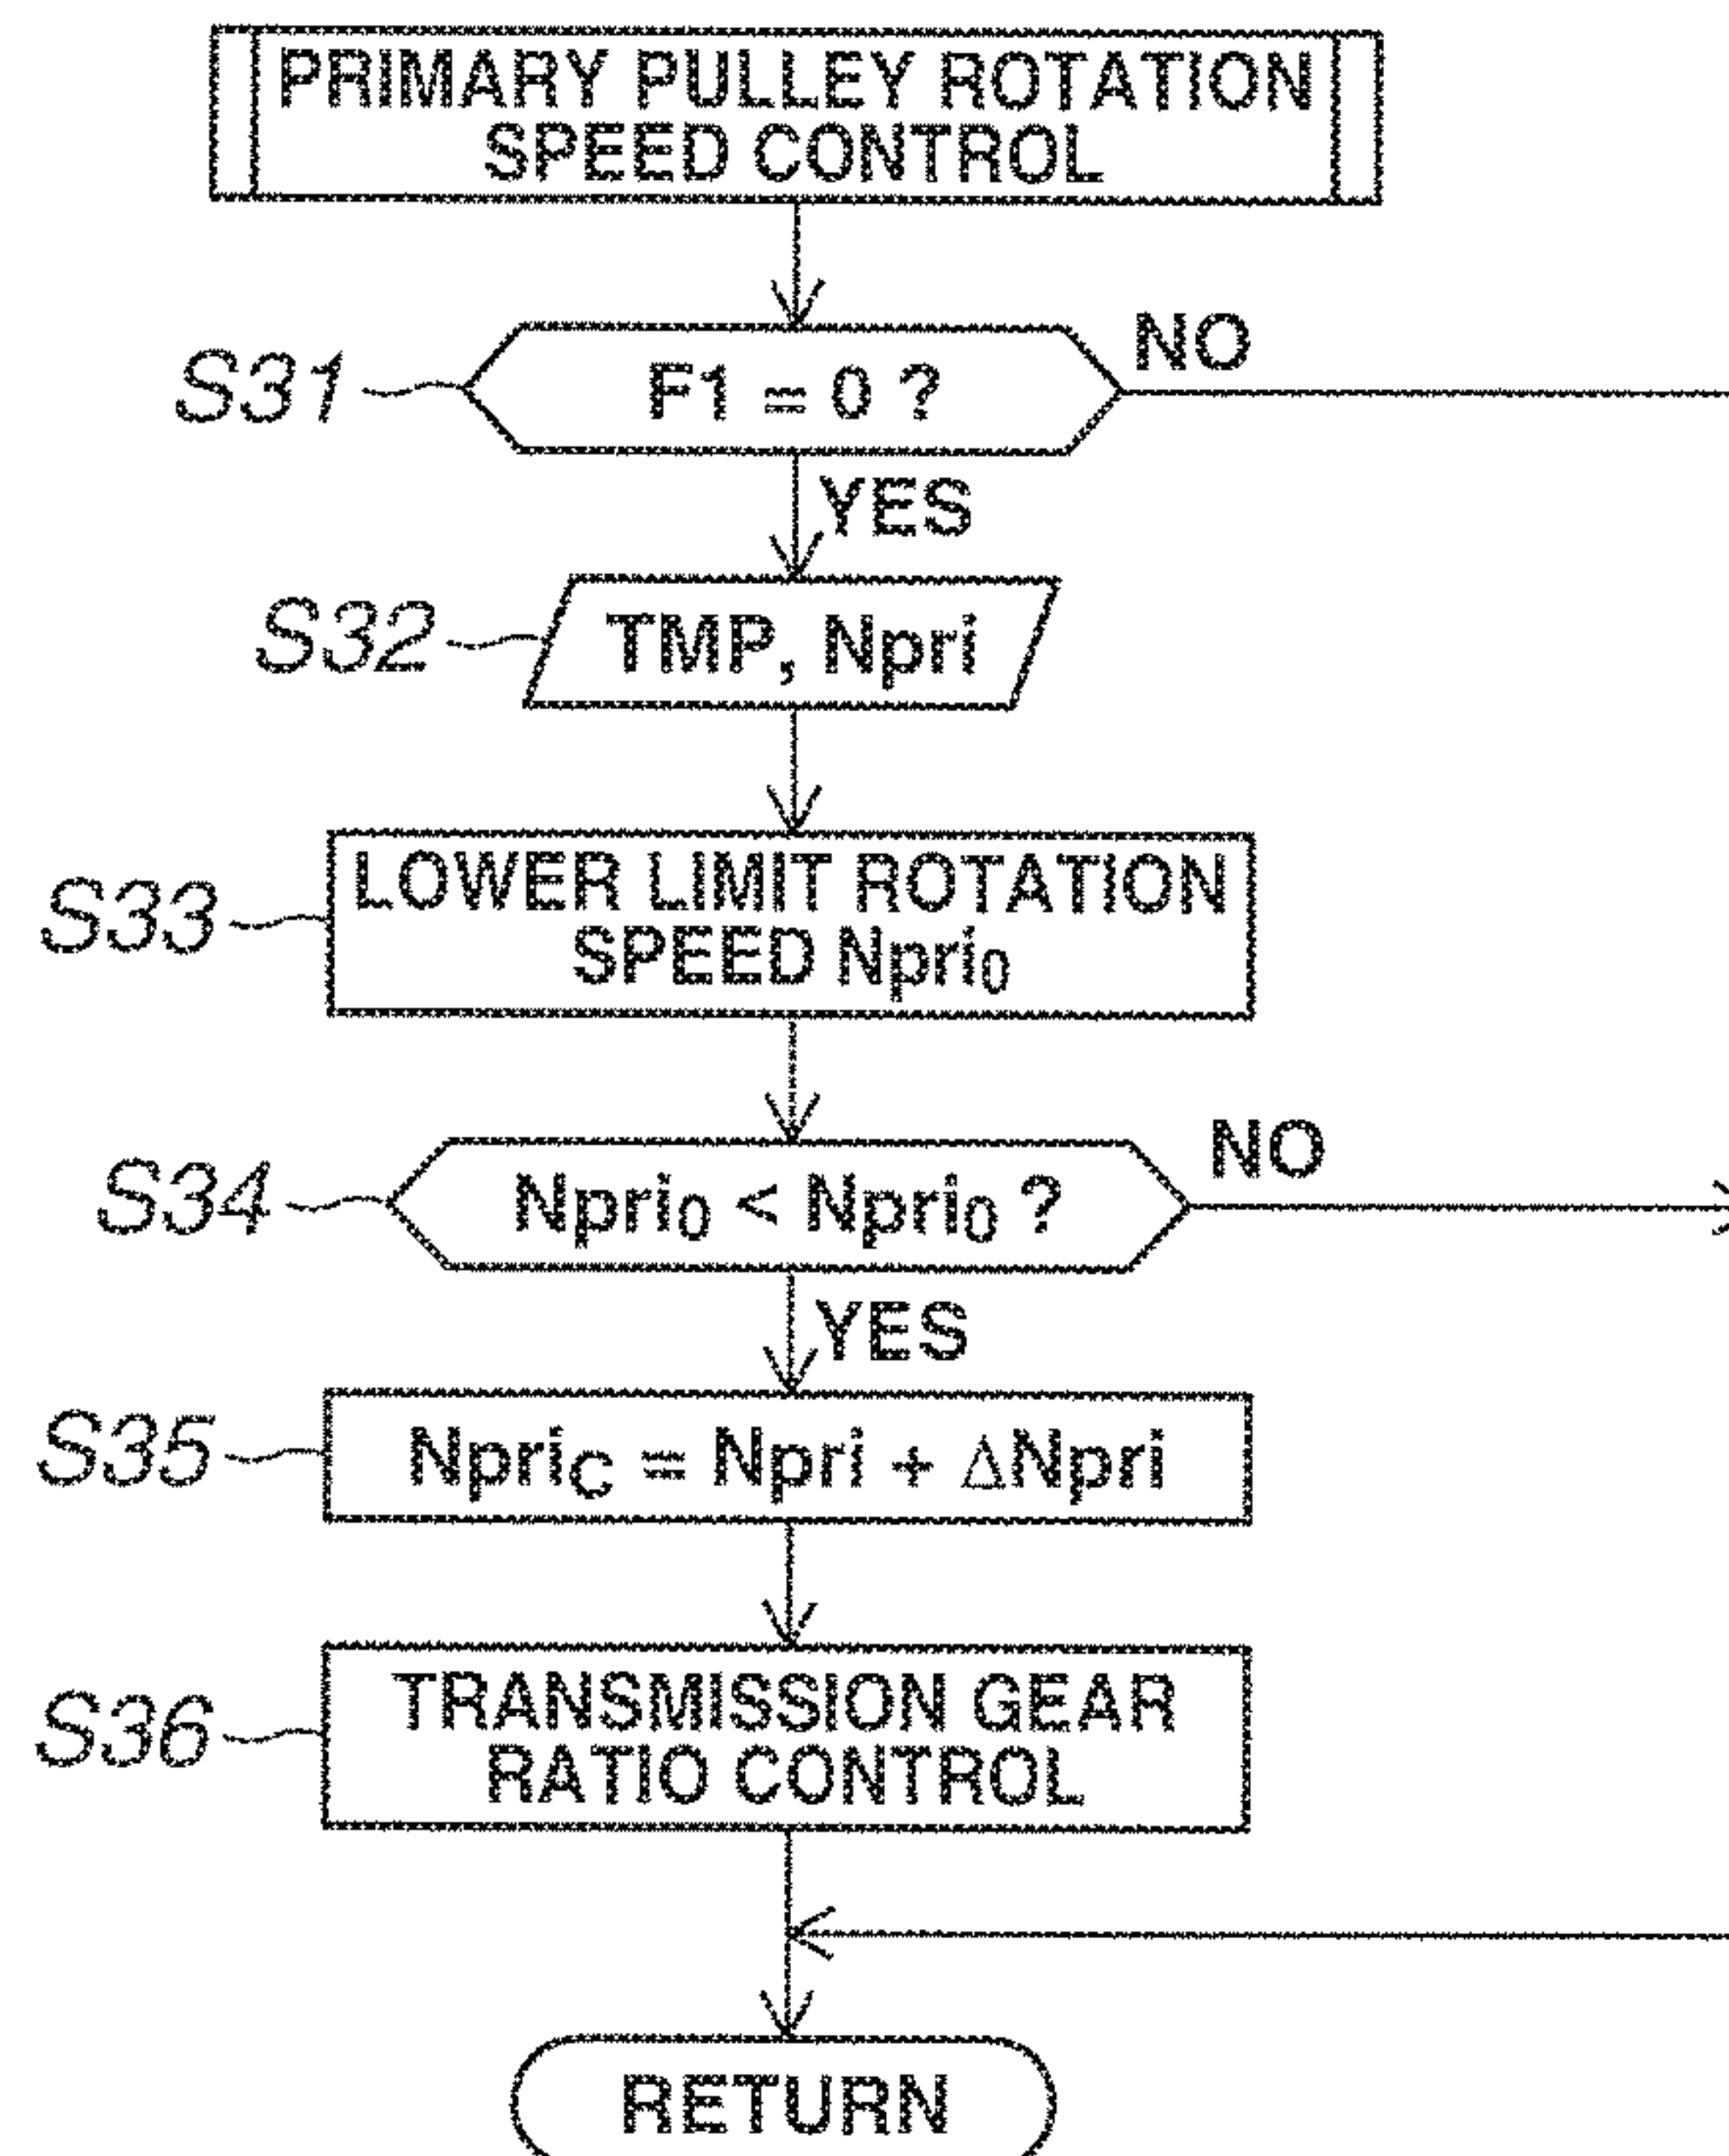 PRIMARY PULLEY ROTATION
SPEED CONTROL
S31
F1 = 0 ?
NO
YES
S32
TMP, Npri
S33
LOWER LIMIT ROTATION
SPEED Npri₀
S34
Npri₀ < Npri₀ ?
NO
YES
S35
Npri_C = Npri + ΔNpri
S36
TRANSMISSION GEAR
RATIO CONTROL
RETURN